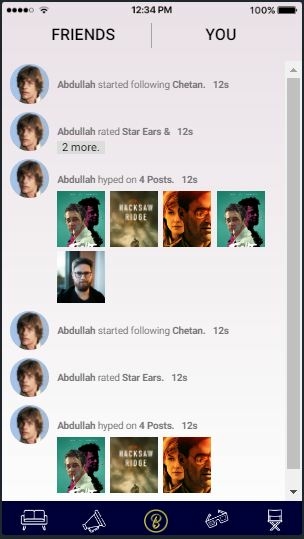 12:34 PM 100%
FRIENDS YOU
Abdullah started following Chetan. 12s
Abdullah rated Star Ears & 12s
2 more.
Abdullah hyped on 4 Posts. 12s
HACKSAW
RIDGE
Abdullah started following Chetan. 12s
Abdullah rated Star Ears. 12s
Abdullah hyped on 4 Posts. 12s
HACKSAW
RIDGE
B